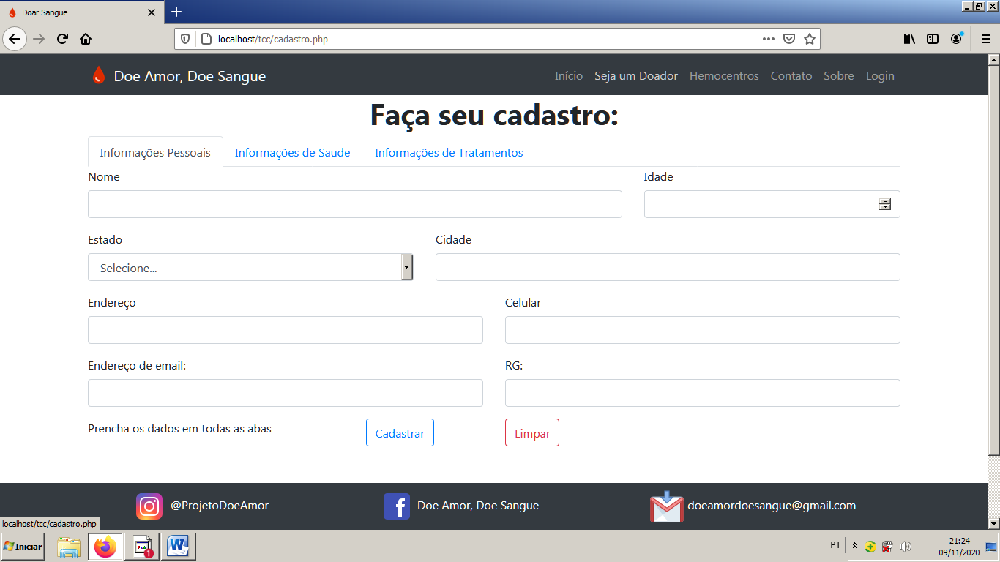 Doar Sangue
localhost/tcc/cadastro.php
Doe Amor, Doe Sangue
Início Seja um Doador Hemocentros Contato Sobre Login
Faça seu cadastro:
Informações Pessoais Informações de Saude Informações de Tratamentos
Nome Idade
Estado Cidade
Selecione...
Endereço Celular
Endereço de email: RG:
Prencha os dados em todas as abas Cadastrar Limpar
@ProjetoDoeAmor Doe Amor, Doe Sangue doeamordoesangue@gmail.com
localhost/tcc/cadastro.php
Iniciar PT 21:24
09/11/2020